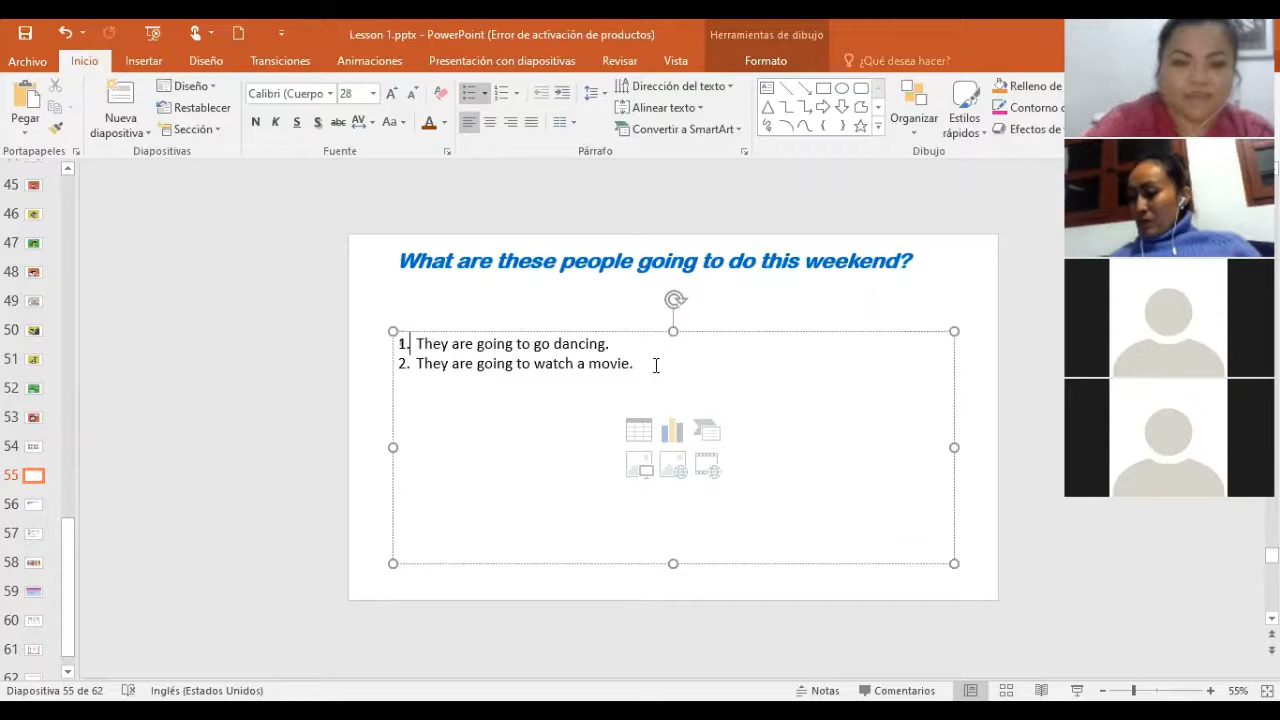 Lesson 1.pptx - PowerPoint (Error de activación de productos)
Herramientas de dibujo
Archivo
Inicio
Insertar
Diseño
Transiciones
Animaciones
Presentación con diapositivas
Revisar
Vista
Formato
¿Qué desea hacer?
Pegar
Nueva diapositiva
Diseño
Restablecer
Sección
Calibri (Cuerpo)
28
N K S S abc AV Aa A
Dirección del texto
Alinear texto
Convertir a SmartArt
Organizar
Estilos rápidos
Relleno de
Contorno
Efectos de
Portapapeles
Diapositivas
Fuente
Párrafo
Dibujo
45
46
47
48
49
50
51
52
53
54
55
56
57
58
59
60
61
62
What are these people going to do this weekend?
1. They are going to go dancing.
2. They are going to watch a movie.
Diapositiva 55 de 62
Inglés (Estados Unidos)
Notas
Comentarios
55%